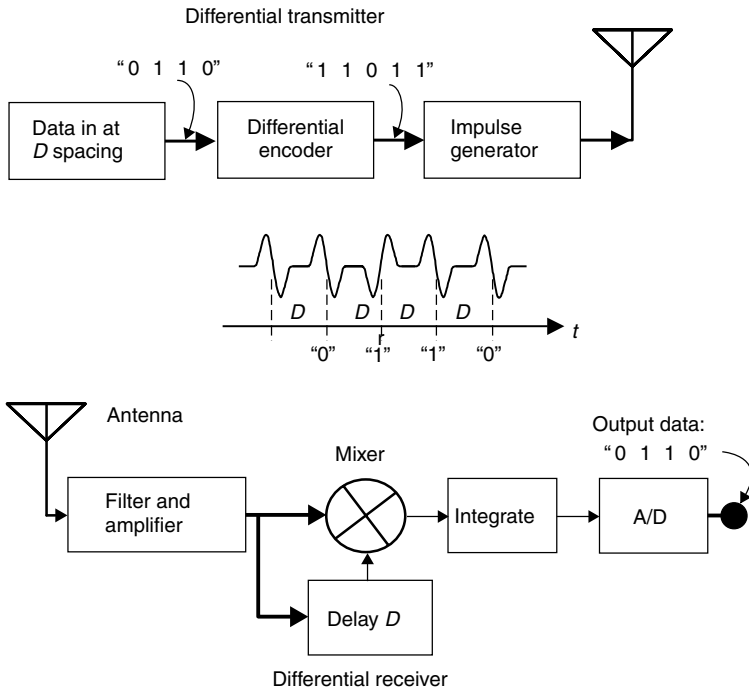 Differential transmitter
“0 1 1 0”
“1 1 0 1 1”
Data in at
D spacing
Differential
encoder
Impulse
generator
D D D D
t
r
“0” “1” “1” “0”
Antenna
Output data:
“0 1 1 0”
Mixer
Filter and
amplifier
Integrate
A/D
Delay D
Differential receiver